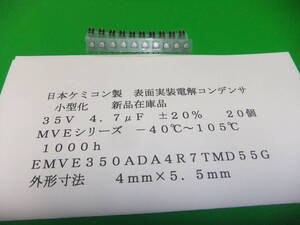 日本ケミコン製 表面実装電解コンデンサ
小型化 新品在庫品
35V 4.7μF ±20% 20個
MVEシリーズ -40℃~105℃
1000h
EMVE350ADA4R7TMD55G
外形寸法 4mm×5.5mm